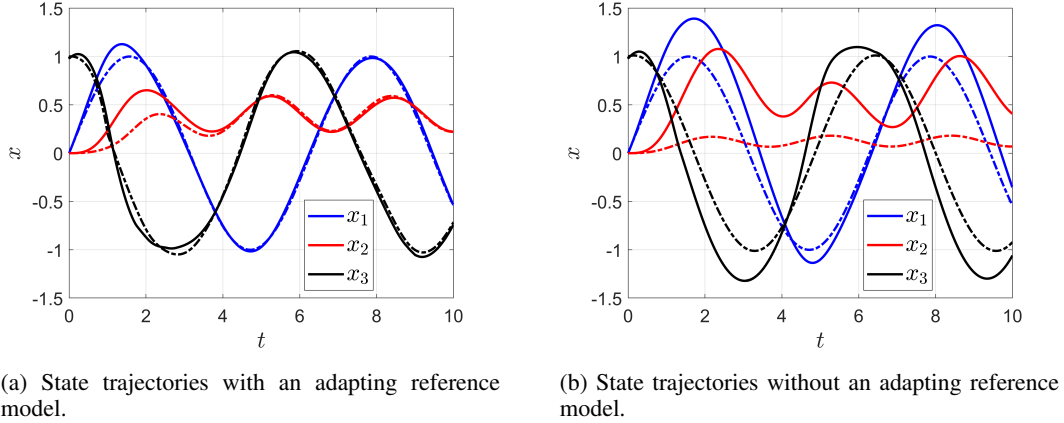 1.5
1
0.5
0
-0.5
-1
-1.5
x
0 2 4 6 8 10
t
x1
x2
x3
(a) State trajectories with an adapting reference
model.
1.5
1
0.5
0
-0.5
-1
-1.5
x
0 2 4 6 8 10
t
x1
x2
x3
(b) State trajectories without an adapting reference
model.